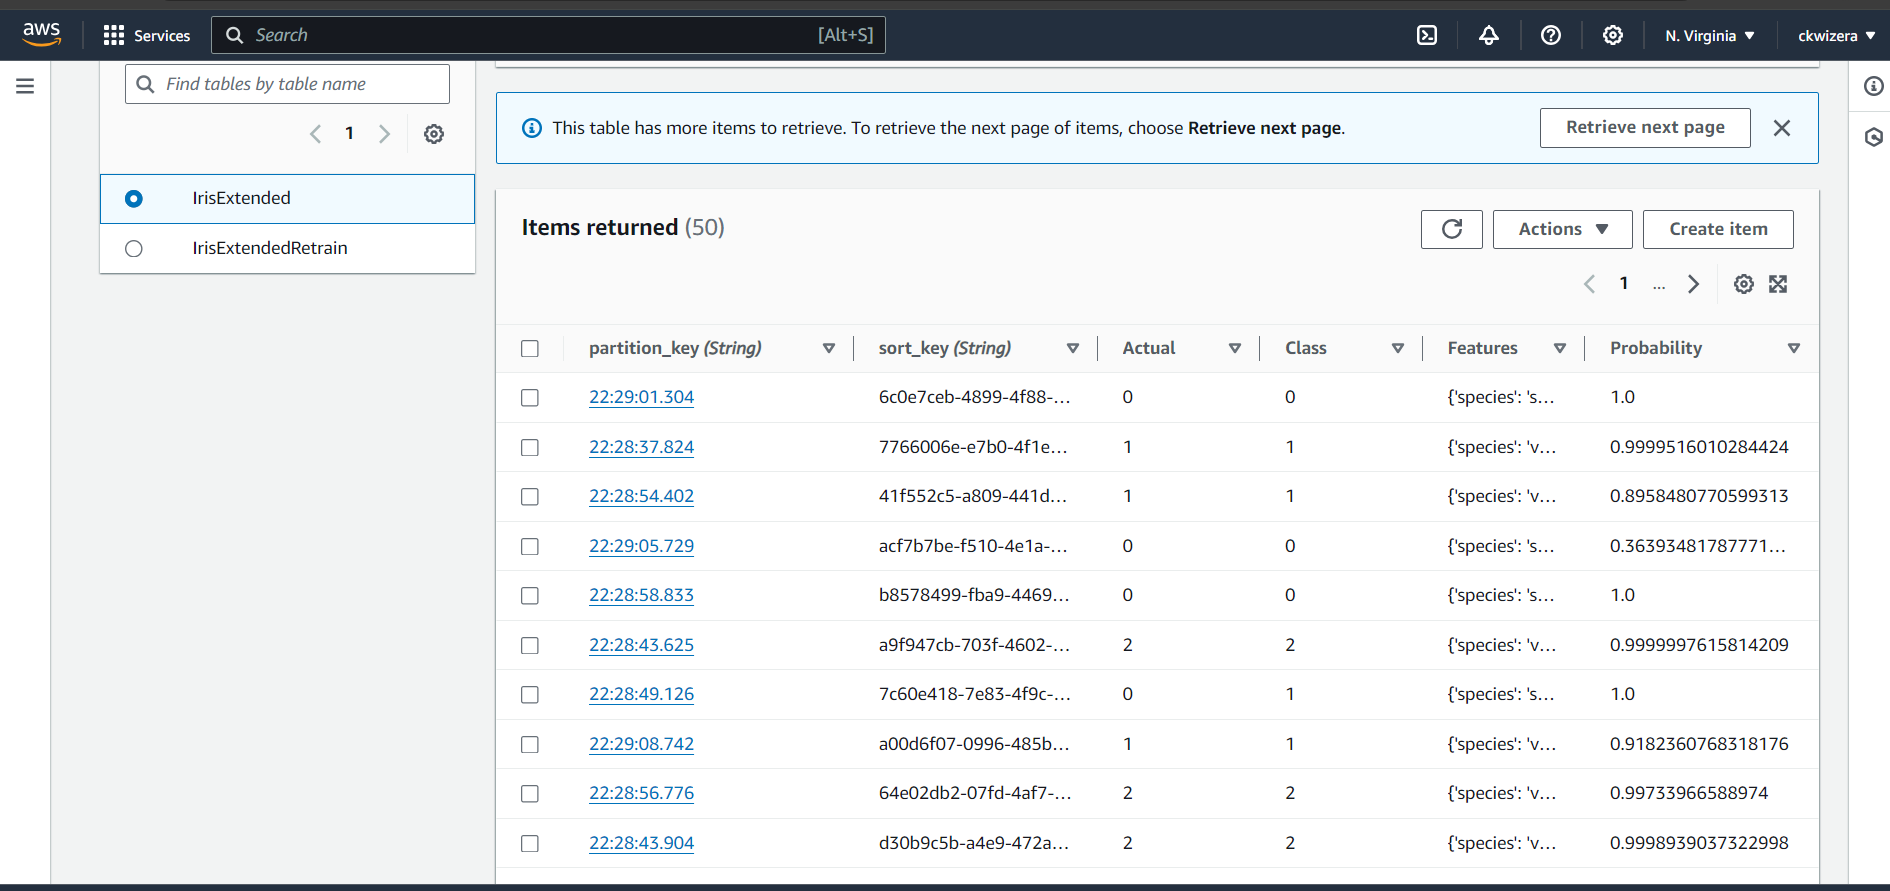 aws Services Search [Alt+S] N. Virginia ckwizera
Find tables by table name
1
IrisExtended
IrisExtendedRetrain
This table has more items to retrieve. To retrieve the next page of items, choose Retrieve next page.
Retrieve next page
Items returned (50)
Actions Create item
1 ...
partition_key (String) sort_key (String) Actual Class Features Probability
22:29:01.304 6c0e7ceb-4899-4f88-... 0 0 {'species': 's... 1.0
22:28:37.824 7766006e-e7b0-4f1e... 1 1 {'species': 'v... 0.9999516010284424
22:28:54.402 41f552c5-a809-441d... 1 1 {'species': 'v... 0.8958480770599313
22:29:05.729 acf7b7be-f510-4e1a-... 0 0 {'species': 's... 0.36393481787771...
22:28:58.833 b8578499-fba9-4469... 0 0 {'species': 's... 1.0
22:28:43.625 a9f947cb-703f-4602-... 2 2 {'species': 'v... 0.9999997615814209
22:28:49.126 7c60e418-7e83-4f9c-... 0 1 {'species': 's... 1.0
22:29:08.742 a00d6f07-0996-485b... 1 1 {'species': 'v... 0.9182360768318176
22:28:56.776 64e02db2-07fd-4af7-... 2 2 {'species': 'v... 0.99733966588974
22:28:43.904 d30b9c5b-a4e9-472a... 2 2 {'species': 'v... 0.9998939037322998